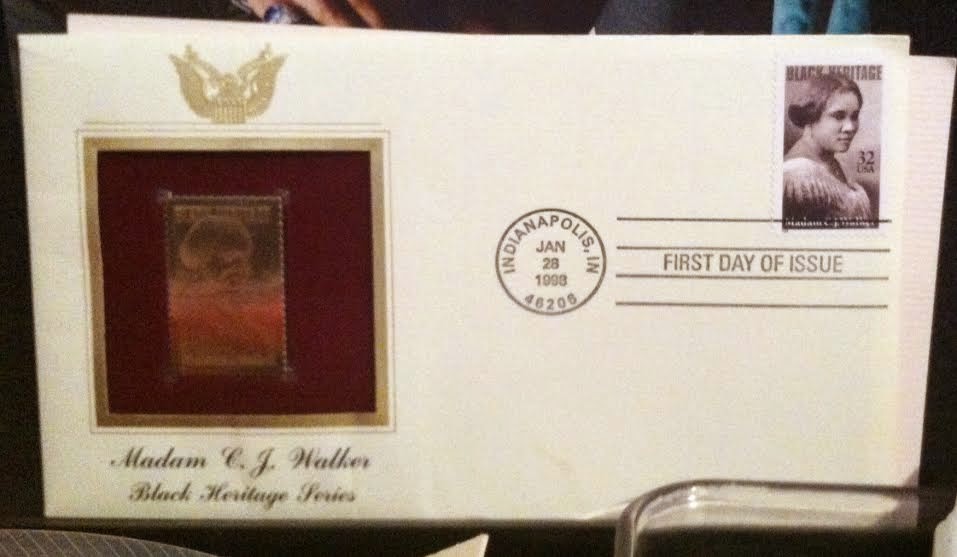 BLACK HERITAGE
32
USA
Madam C.J. Walker
INDIANAPOLIS, IN
JAN
28
1998
46206
FIRST DAY OF ISSUE
Madam C. J. Walker
Black Heritage Series